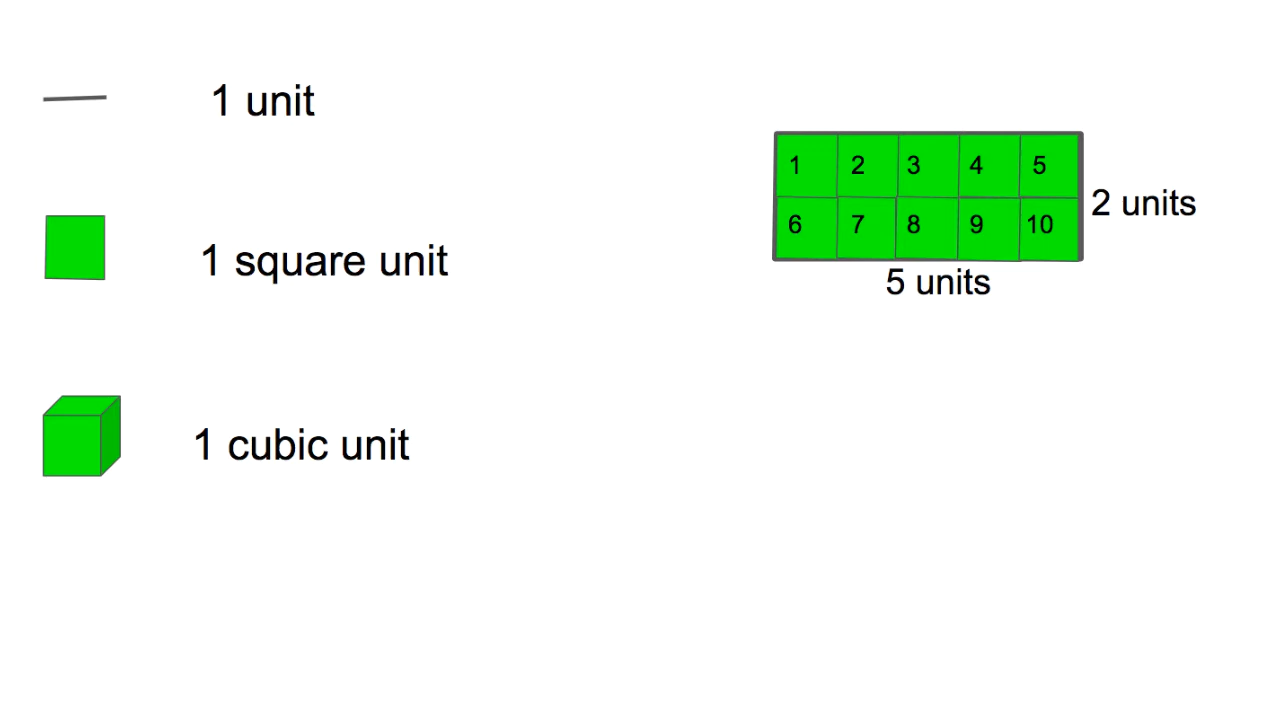 1 unit
1 square unit
1 cubic unit
1 2 3 4 5
6 7 8 9 10
2 units
5 units